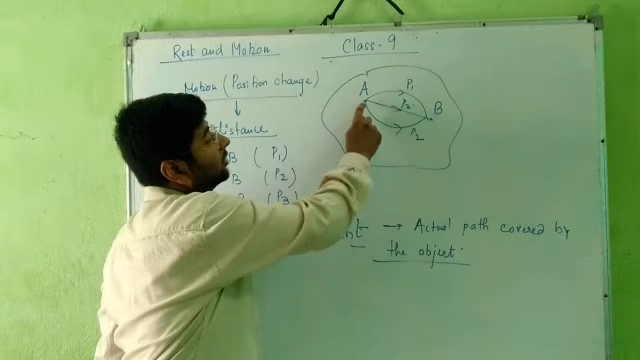 Rest and Motion
Class-9
Motion (Position change)
distance
B (P1)
B (P2)
(P3)
A
P1
P3
B
P2
→ Actual path covered by
the object.